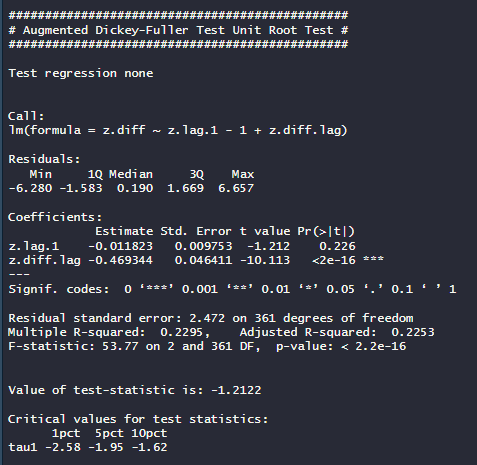 ###############################################
# Augmented Dickey-Fuller Test Unit Root Test #
###############################################
Test regression none
Call:
lm(formula = z.diff ~ z.lag.1 - 1 + z.diff.lag)
Residuals:
   Min     1Q Median     3Q    Max
-6.280 -1.583  0.190  1.669  6.657
Coefficients:
            Estimate Std. Error t value Pr(>|t|)
z.lag.1    -0.011823   0.009753  -1.212    0.226
z.diff.lag -0.469344   0.046411 -10.113   <2e-16 ***
---
Signif. codes:  0 ‘***’ 0.001 ‘**’ 0.01 ‘*’ 0.05 ‘.’ 0.1 ‘ ’ 1
Residual standard error: 2.472 on 361 degrees of freedom
Multiple R-squared:  0.2295,    Adjusted R-squared:  0.2253
F-statistic: 53.77 on 2 and 361 DF,  p-value: < 2.2e-16
Value of test-statistic is: -1.2122
Critical values for test statistics:
      1pct  5pct 10pct
tau1 -2.58 -1.95 -1.62